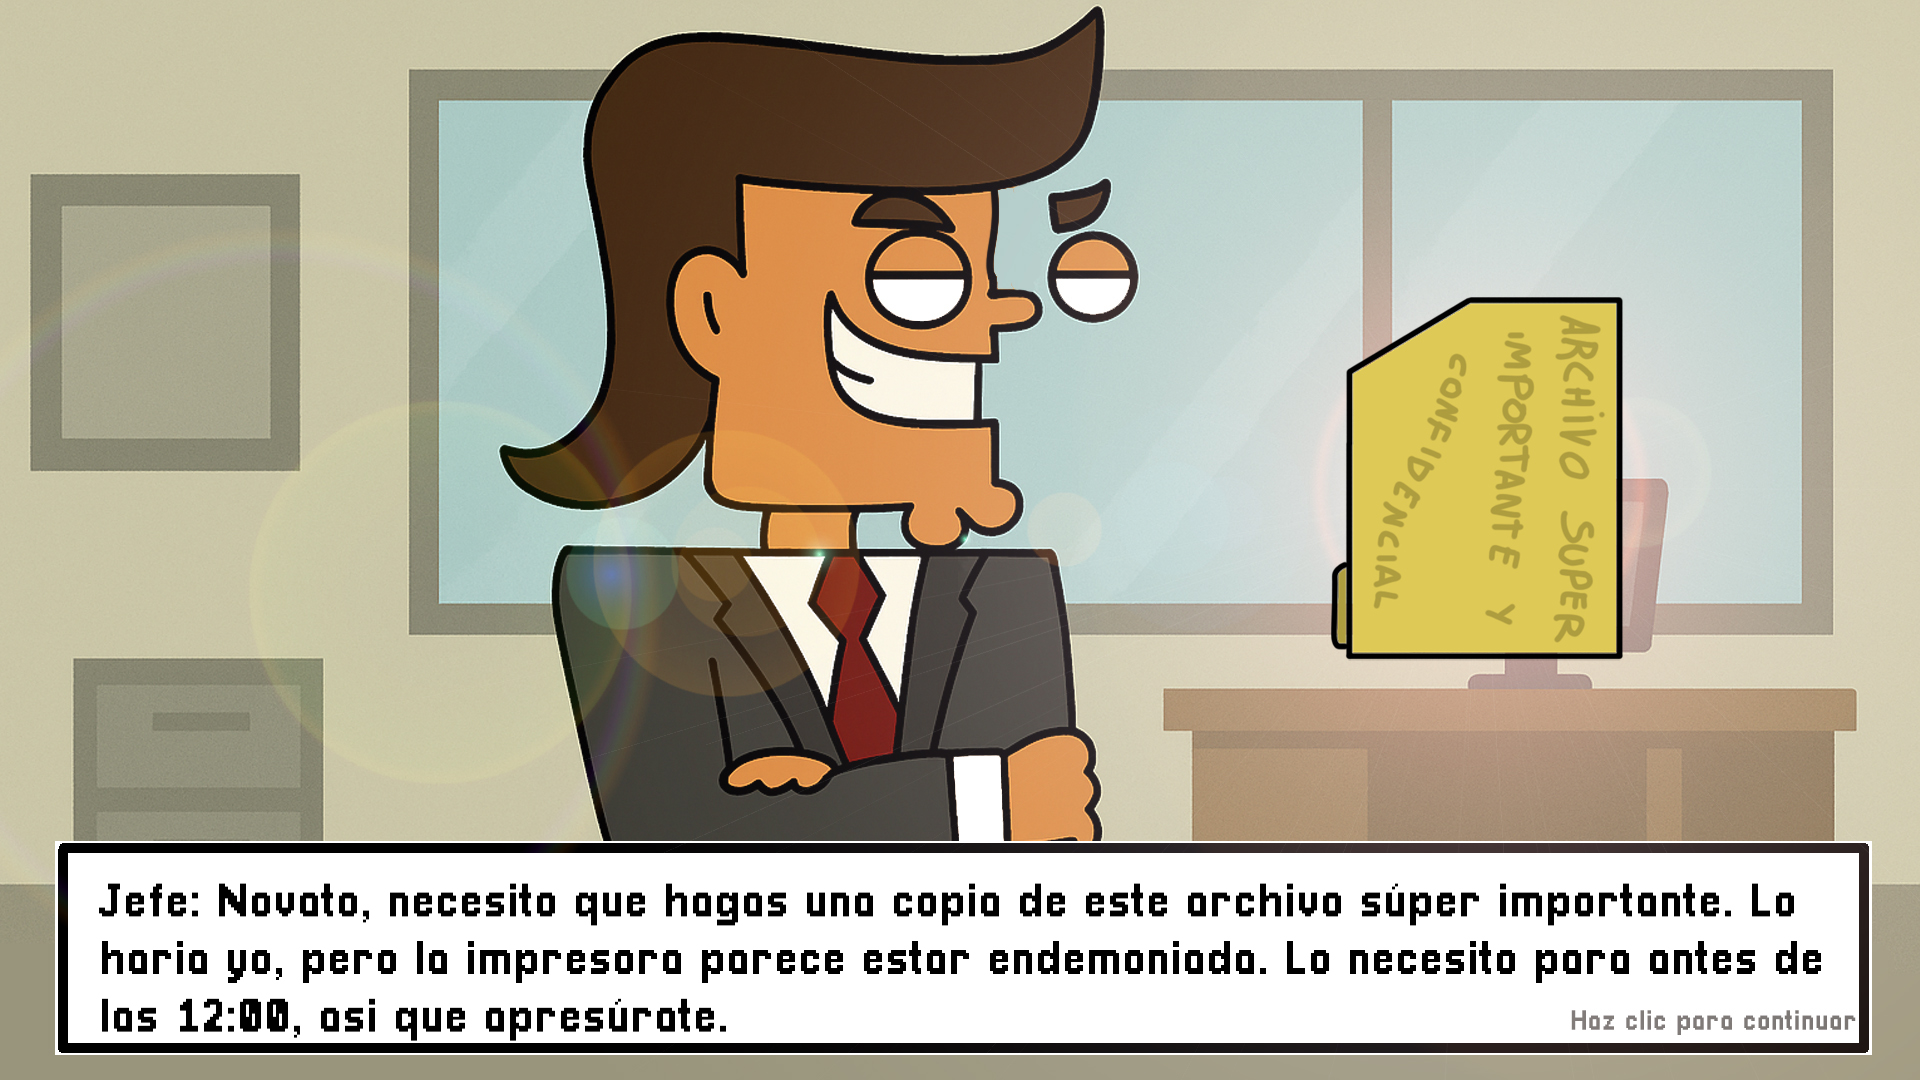 ARCHIVO SUPER
IMPORTANTE Y
CONFIDENCIAL
Jefe: Novato, necesito que hagas una copia de este archivo súper importante. Lo
haria yo, pero la impresora parece estar endemoniada. Lo necesito para antes de
las 12:00, asi que apresúrate.
Haz clic para continuar